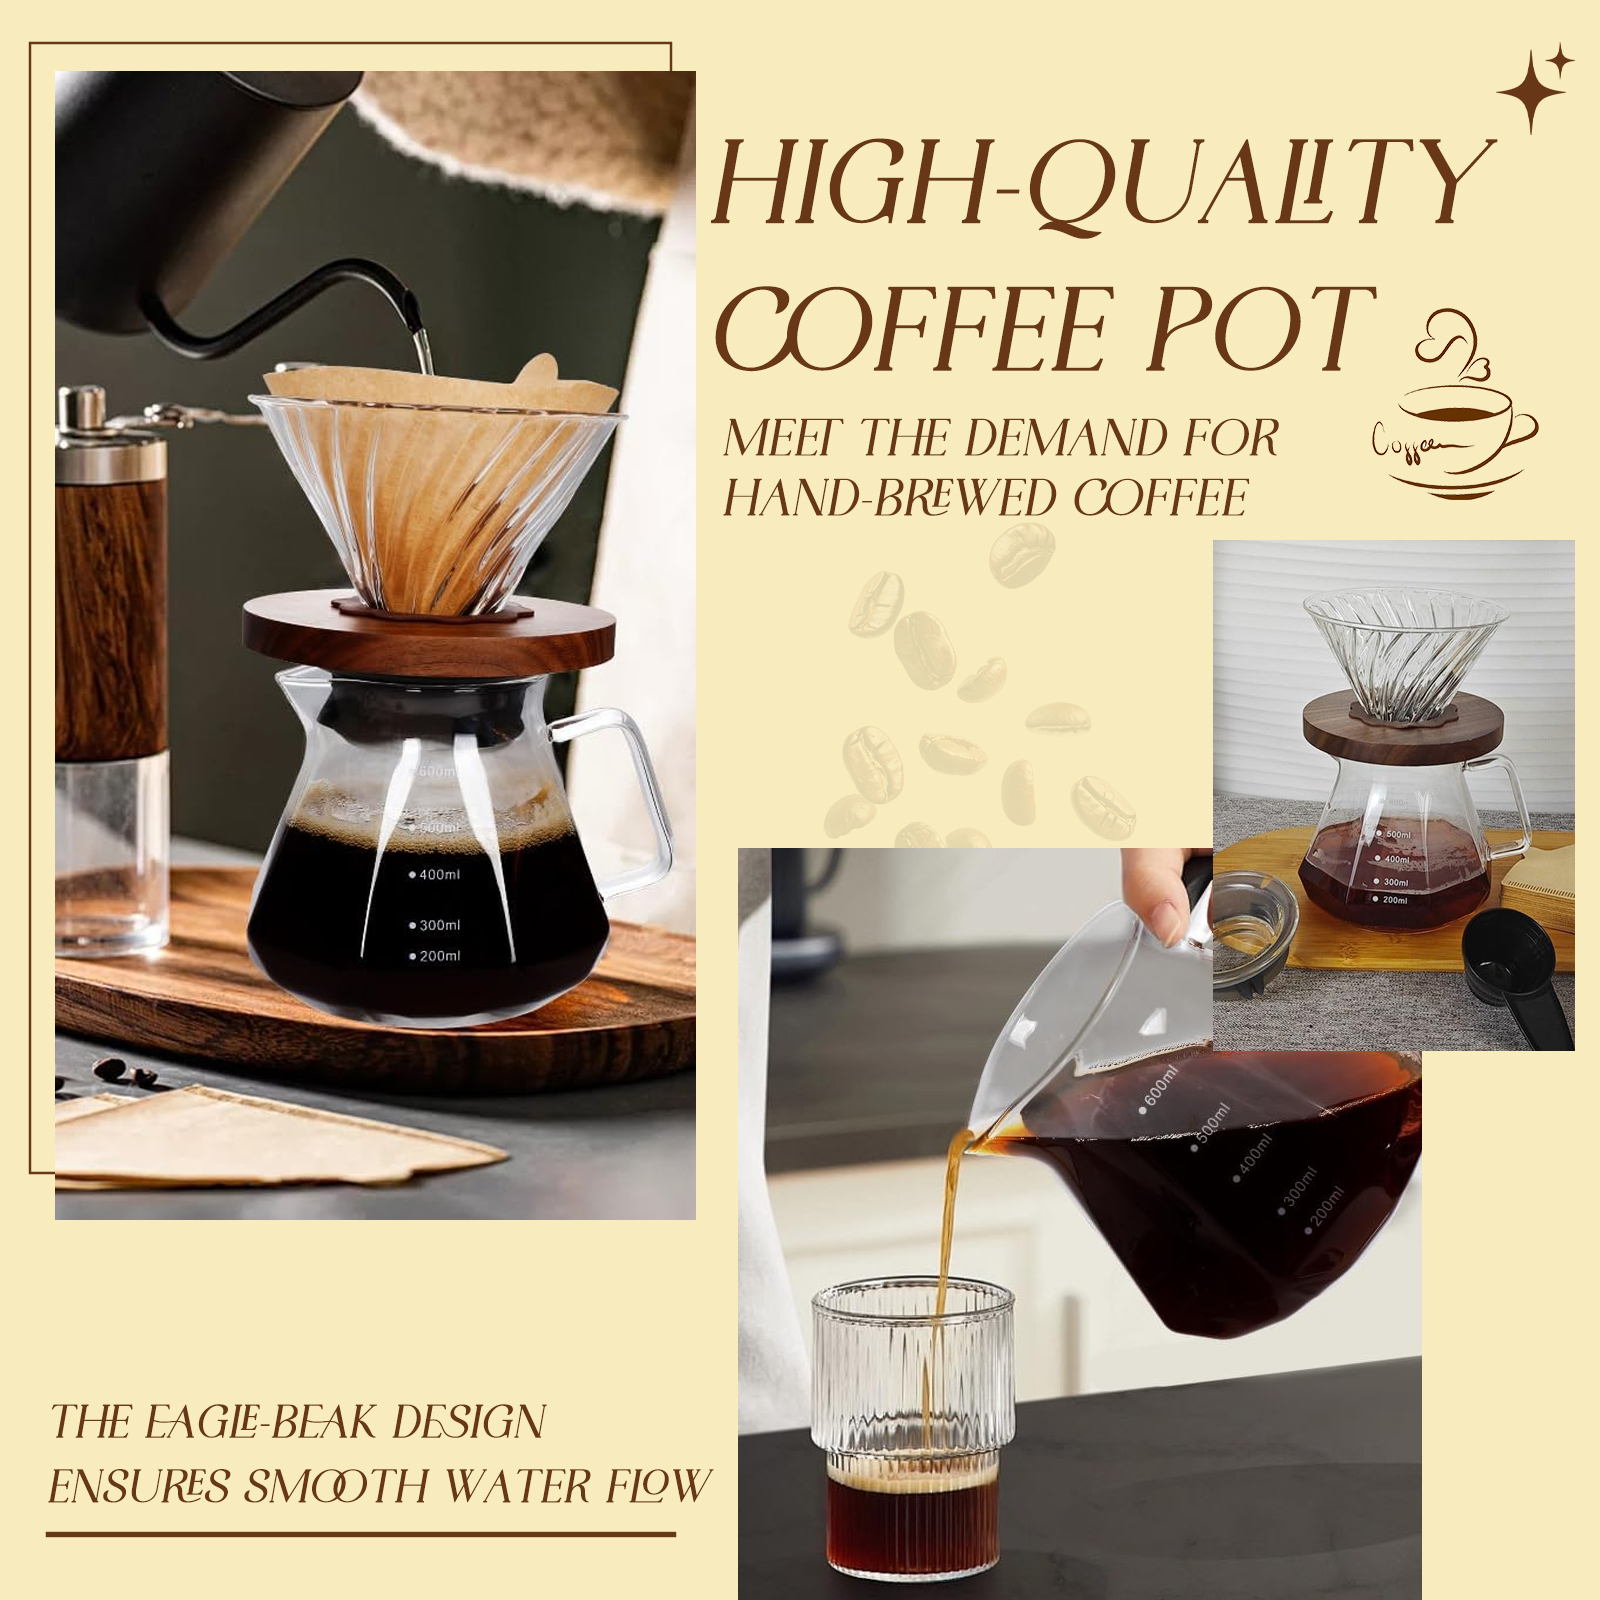 HIGH-QUALITY
COFFEE POT
MEET THE DEMAND FOR
HAND-BREWED COFFEE
Coffee
600ml
500ml
400ml
300ml
200ml
500ml
400ml
300ml
200ml
600ml
500ml
400ml
300ml
200ml
THE EAGLE-BEAK DESIGN
ENSURES SMOOTH WATER FLOW